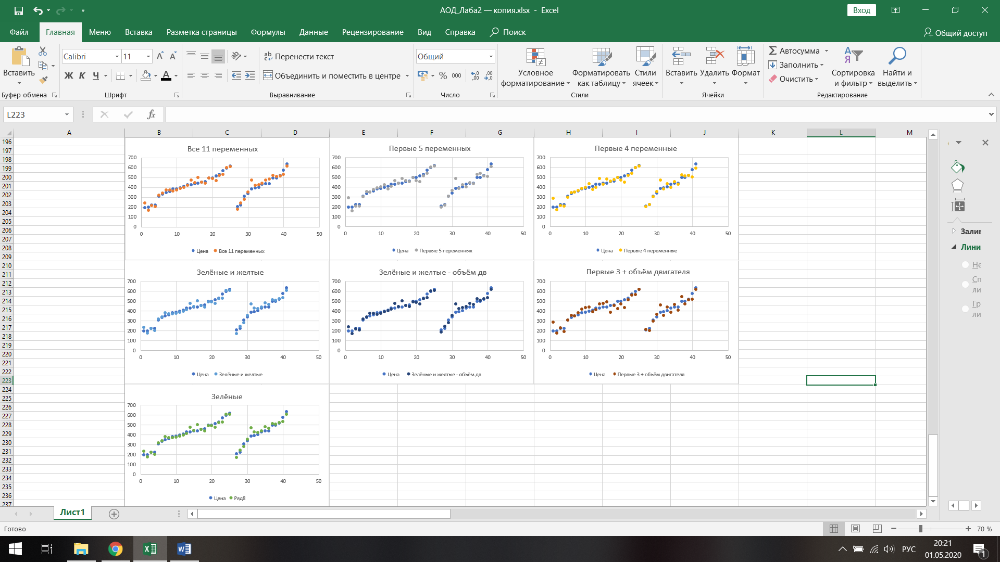 АОД_Лаба2 — копия.xlsx - Excel
Вход
Файл Главная Меню Вставка Разметка страницы Формулы Данные Рецензирование Вид Справка Поиск Общий доступ
Вставить
Calibri 11
Ж К Ч
Перенести текст
Объединить и поместить в центре
Общий
% 000
Условное форматирование
Форматировать как таблицу
Стили ячеек
Вставить Удалить Формат
Автосумма
Заполнить
Очистить
Сортировка и фильтр
Найти и выделить
Буфер обмена Шрифт Выравнивание Число Стили Ячейки Редактирование
L223 fx
A B C D E F G H I J K L M
196
197
198
199
200
201
202
203
204
205
206
207
208
209
210
211
212
213
214
215
216
217
218
219
220
221
222
223
224
225
226
227
228
229
230
231
232
233
234
235
236
237
Все 11 переменных
700
600
500
400
300
200
100
0
0 10 20 30 40 50
Цена Все 11 переменных
Первые 5 переменных
700
600
500
400
300
200
100
0
0 10 20 30 40 50
Цена Первые 5 переменных
Первые 4 переменные
700
600
500
400
300
200
100
0
0 10 20 30 40 50
Цена Первые 4 переменные
Зелёные и желтые
700
600
500
400
300
200
100
0
0 10 20 30 40 50
Цена Зелёные и желтые
Зелёные и желтые - объём дв
700
600
500
400
300
200
100
0
0 10 20 30 40 50
Цена Зелёные и желтые - объём дв
Первые 3 + объём двигателя
700
600
500
400
300
200
100
0
0 10 20 30 40 50
Цена Первые 3 + объём двигателя
Зелёные
700
600
500
400
300
200
100
0
0 10 20 30 40 50
Цена Ряд8
Залив
Лини
Не
Сп
ли
Гр
ли
Лист1
Готово
70 %
РУС
20:21
01.05.2020
1